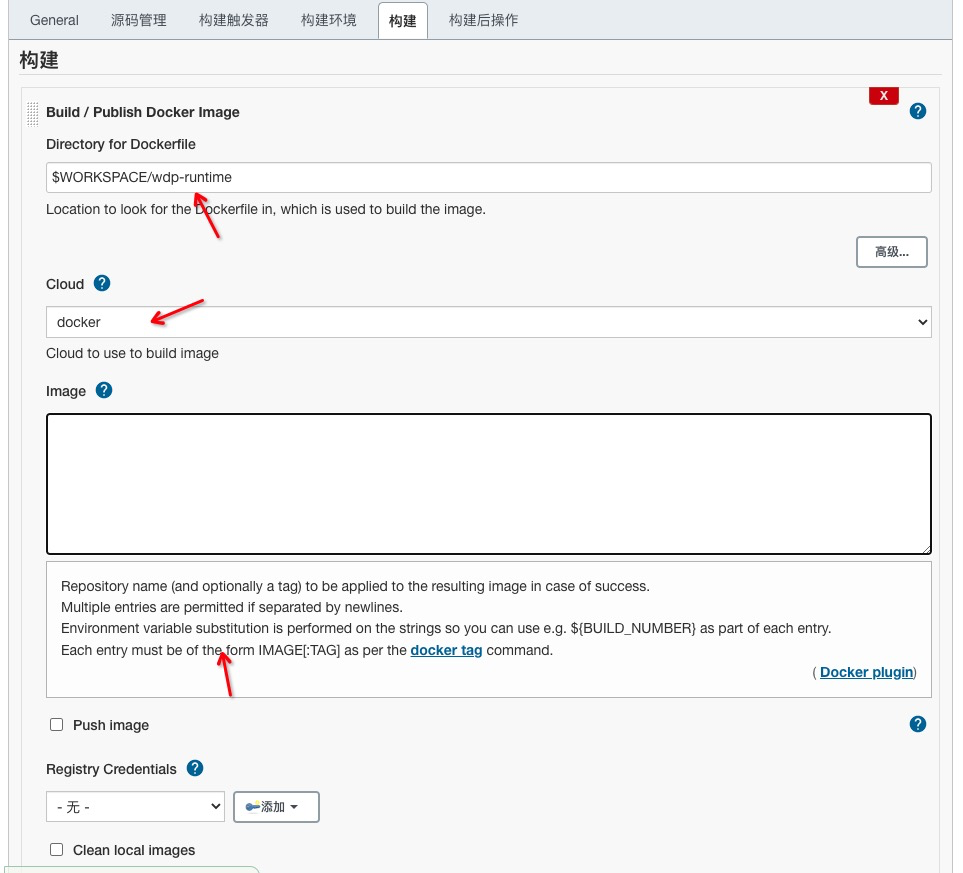 General 源码管理 构建触发器 构建环境 构建 构建后操作
构建
X
Build / Publish Docker Image ?
Directory for Dockerfile
$WORKSPACE/wdp-runtime
Location to look for the Dockerfile in, which is used to build the image.
高级...
Cloud ?
docker
Cloud to use to build image
Image ?
Repository name (and optionally a tag) to be applied to the resulting image in case of success.
Multiple entries are permitted if separated by newlines.
Environment variable substitution is performed on the strings so you can use e.g. ${BUILD_NUMBER} as part of each entry.
Each entry must be of the form IMAGE[:TAG] as per the docker tag command.
( Docker plugin)
Push image ?
Registry Credentials ?
- 无 - 添加
Clean local images